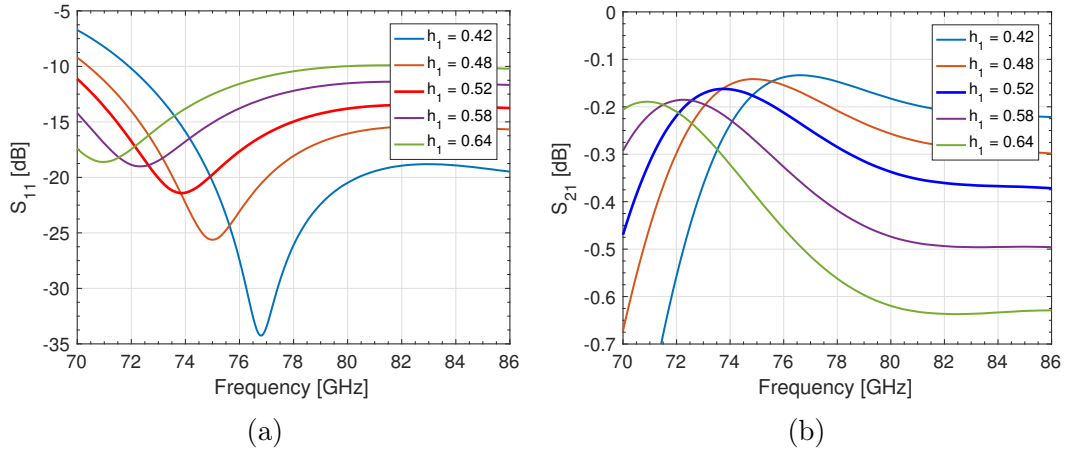 -5
-10
-15
-20
-25
-30
-35
S11 [dB]
70 72 74 76 78 80 82 84 86
Frequency [GHz]
h1 = 0.42
h1 = 0.48
h1 = 0.52
h1 = 0.58
h1 = 0.64
(a)
0
-0.1
-0.2
-0.3
-0.4
-0.5
-0.6
-0.7
S21 [dB]
70 72 74 76 78 80 82 84 86
Frequency [GHz]
h1 = 0.42
h1 = 0.48
h1 = 0.52
h1 = 0.58
h1 = 0.64
(b)